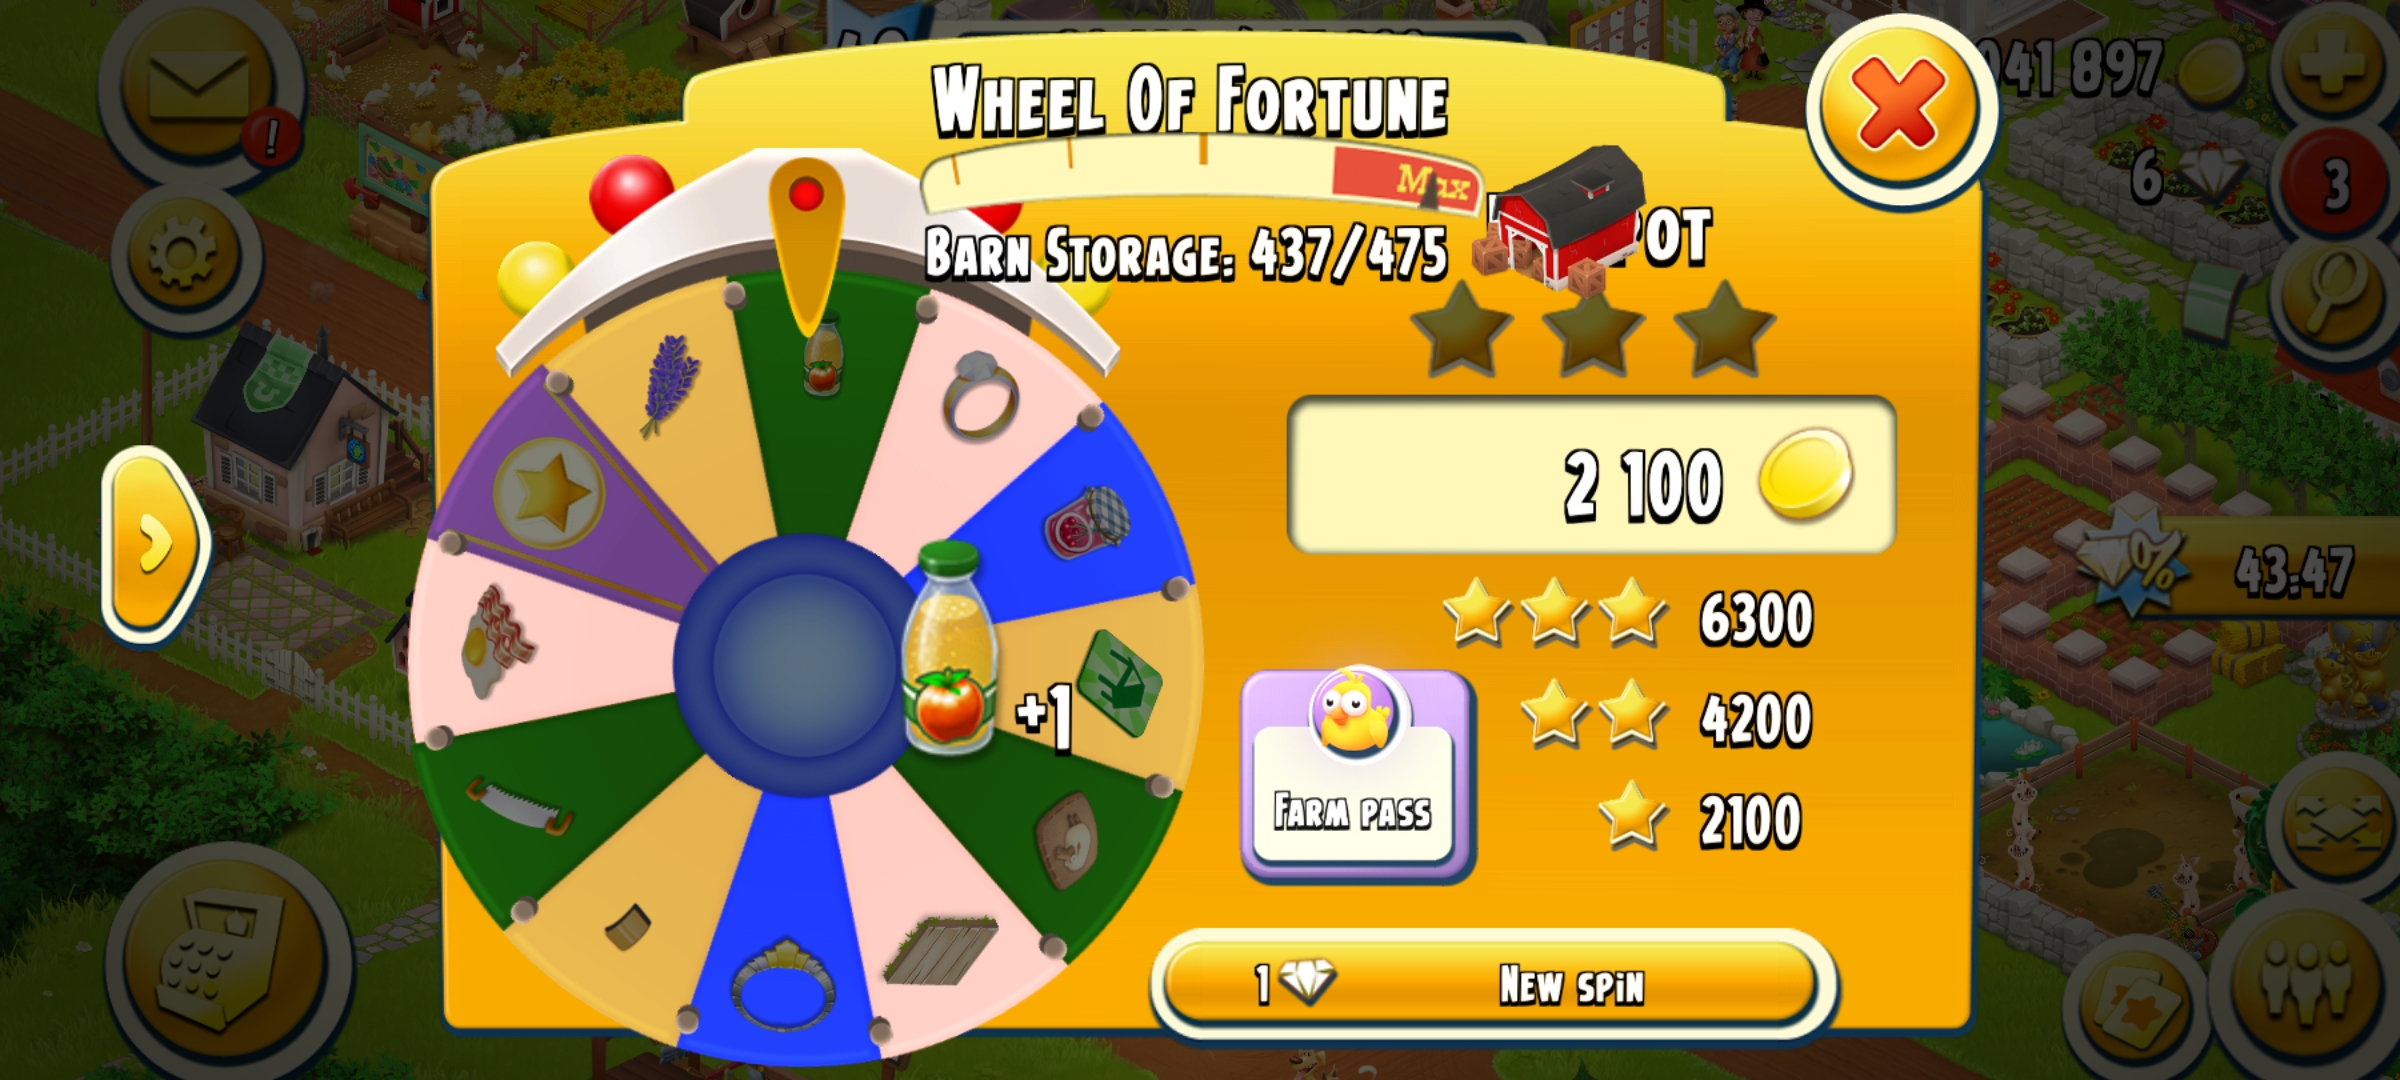 WHEEL OF FORTUNE
Max
BARN STORAGE: 437/475
POT
041 897
6
3
!
2 100
6300
4200
2100
FARM PASS
+1
43:47
%
1 NEW SPIN